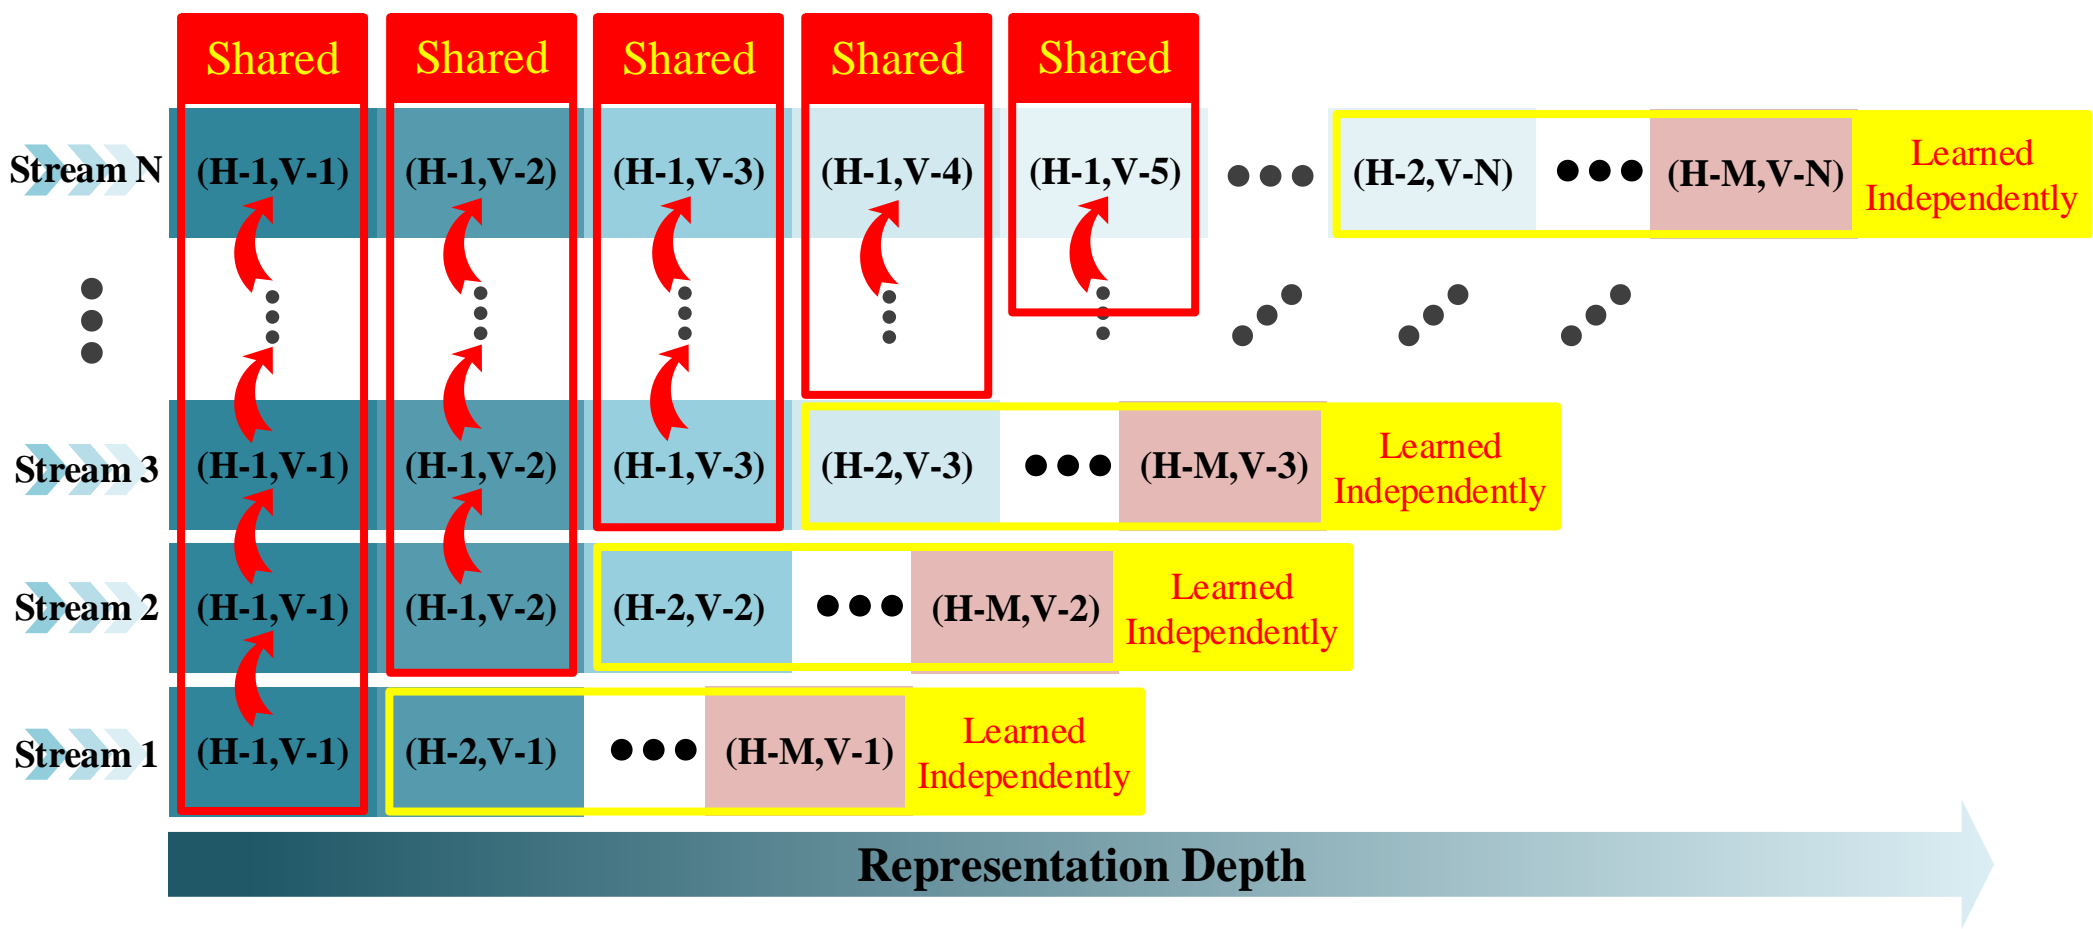 Shared Shared Shared Shared Shared
Stream N (H-1,V-1) (H-1,V-2) (H-1,V-3) (H-1,V-4) (H-1,V-5) (H-2,V-N) (H-M,V-N) Learned
Independently
Stream 3 (H-1,V-1) (H-1,V-2) (H-1,V-3) (H-2,V-3) (H-M,V-3) Learned
Independently
Stream 2 (H-1,V-1) (H-1,V-2) (H-2,V-2) (H-M,V-2) Learned
Independently
Stream 1 (H-1,V-1) (H-2,V-1) (H-M,V-1) Learned
Independently
Representation Depth